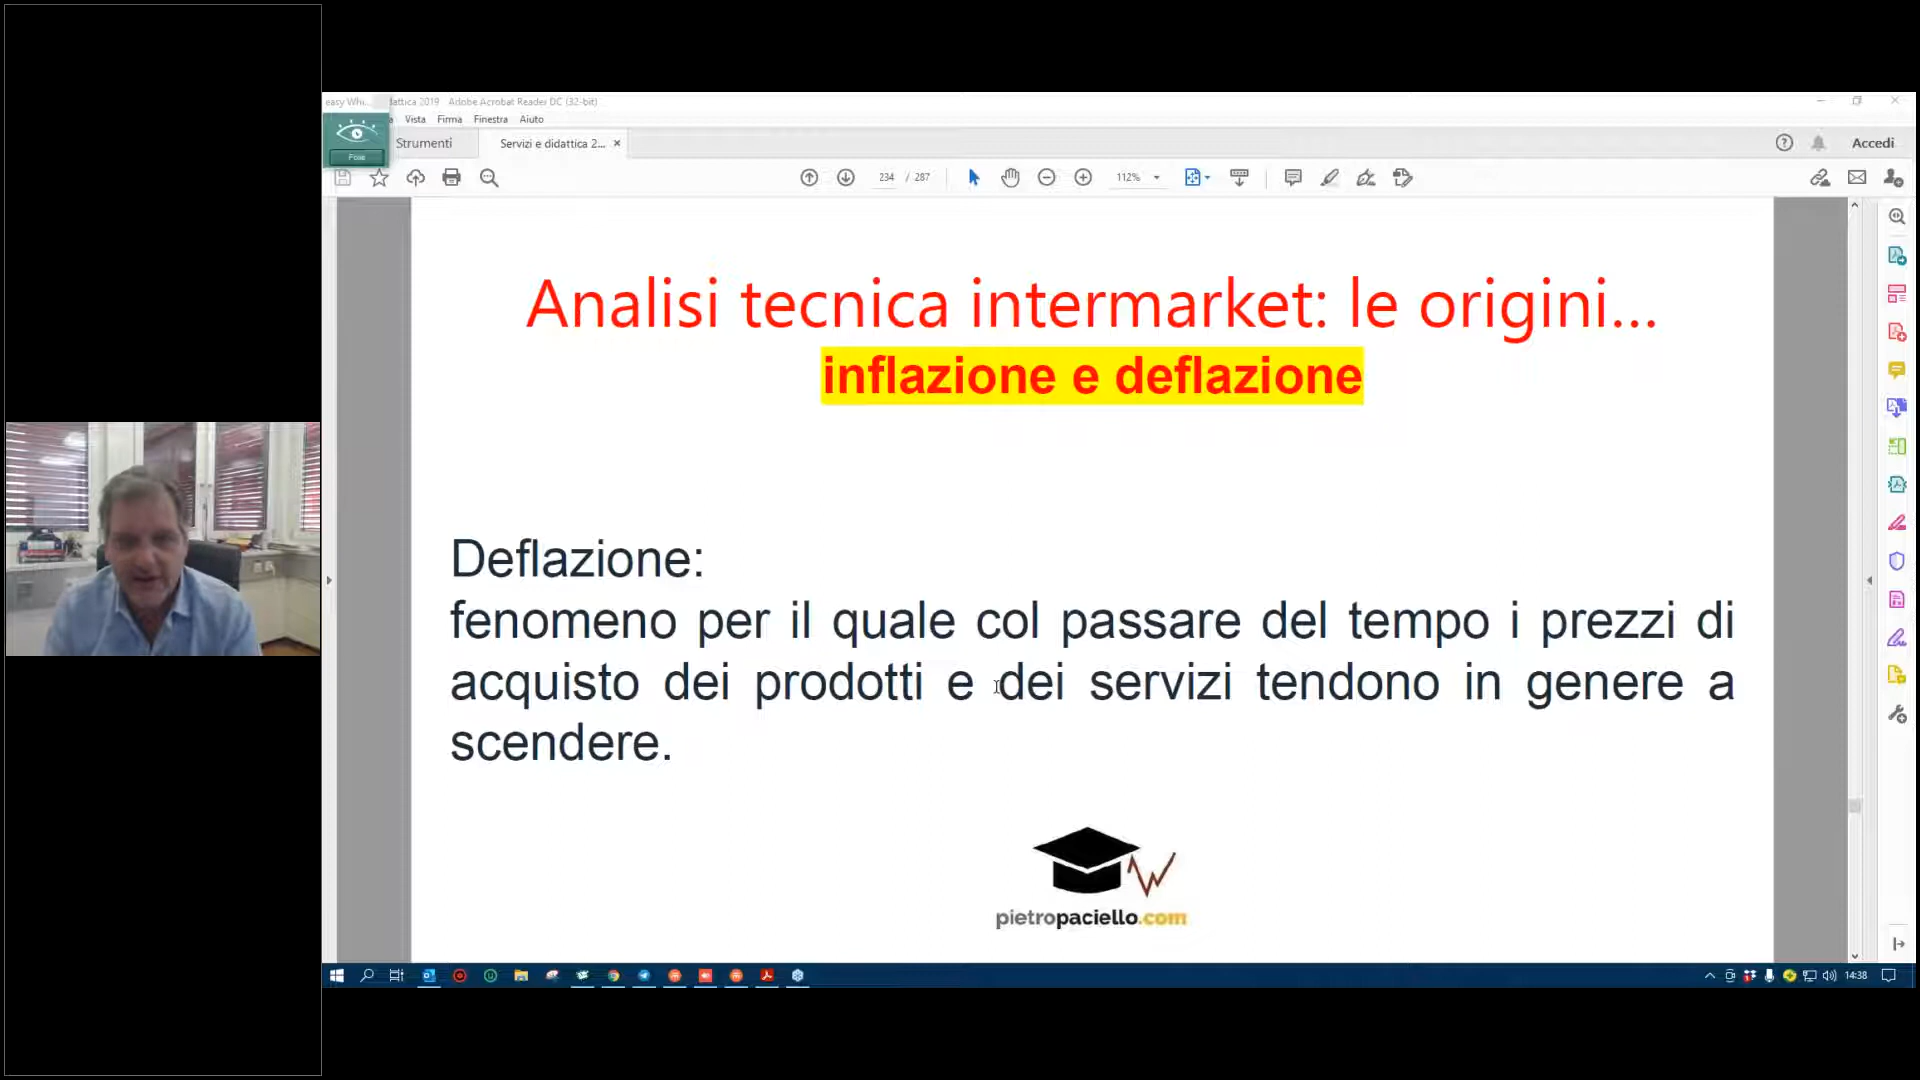 easy Whi... dattica 2019 Adobe Acrobat Reader DC (32-bit)
Vista Firma Finestra Aiuto
Strumenti
Servizi e didattica 2... ×
Accedi
234 / 287
112%
Analisi tecnica intermarket: le origini...
inflazione e deflazione
Deflazione:
fenomeno per il quale col passare del tempo i prezzi di
acquisto dei prodotti e dei servizi tendono in genere a
scendere.
pietropaciello.com
14:38